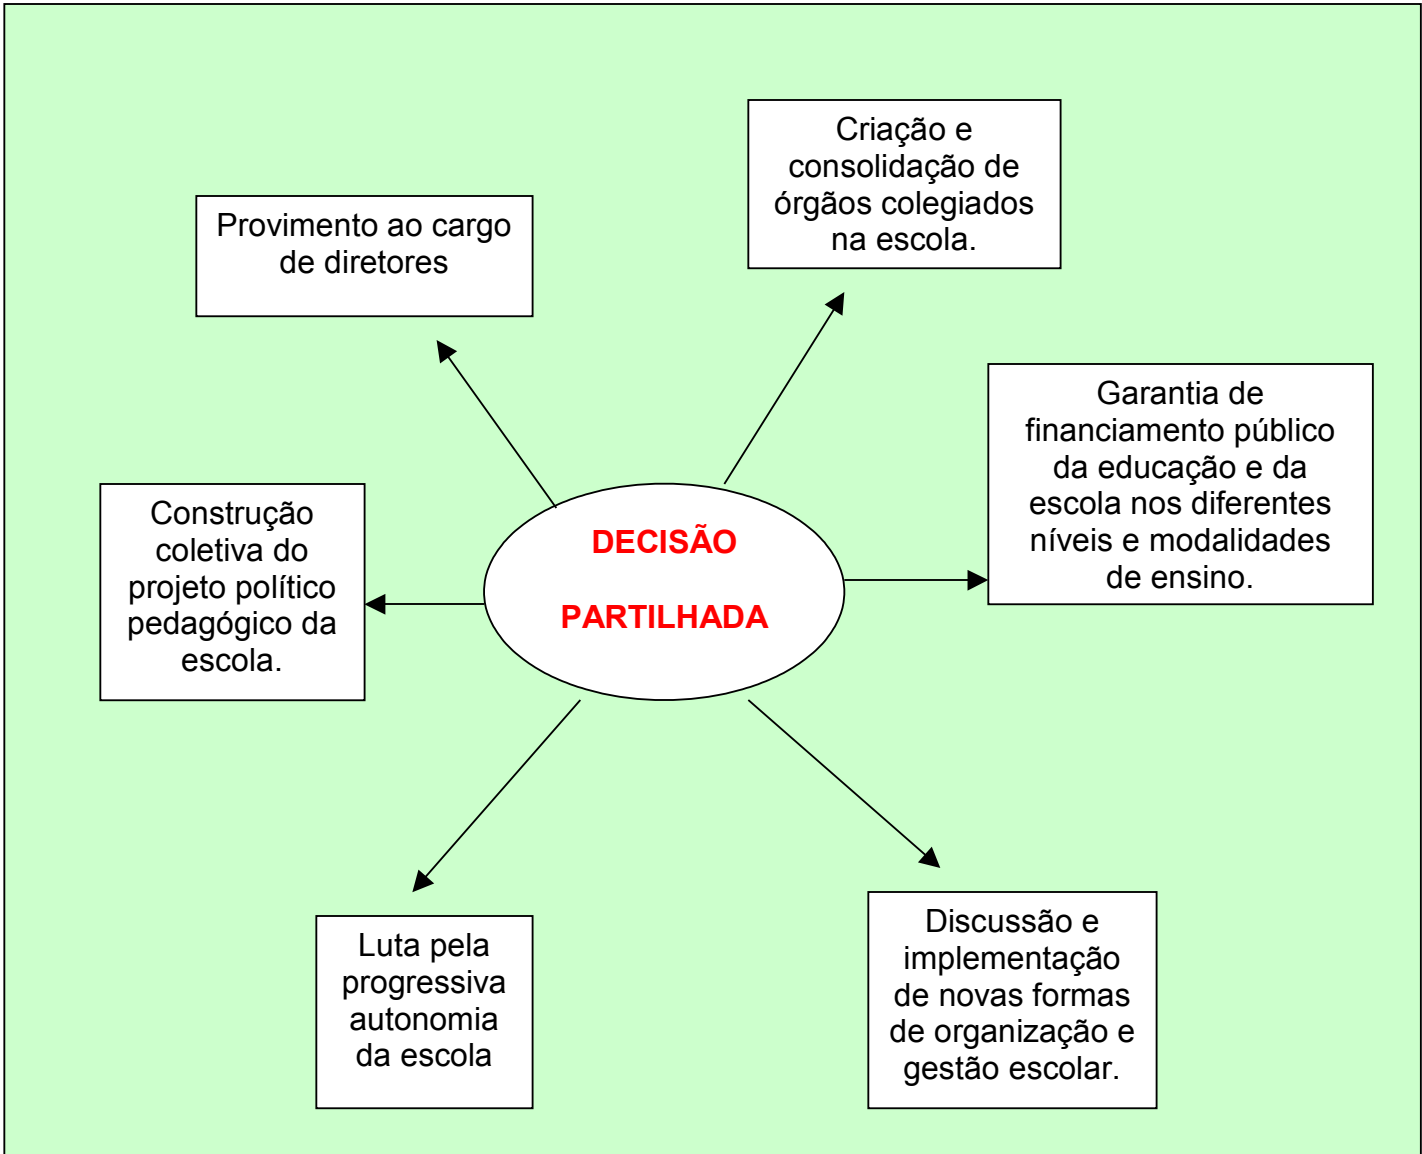 Criação e
consolidação de
órgãos colegiados
na escola.
Provimento ao cargo
de diretores
Garantia de
financiamento público
da educação e da
escola nos diferentes
níveis e modalidades
de ensino.
Construção
coletiva do
projeto político
pedagógico da
escola.
DECISÃO
PARTILHADA
Luta pela
progressiva
autonomia
da escola
Discussão e
implementação
de novas formas
de organização e
gestão escolar.